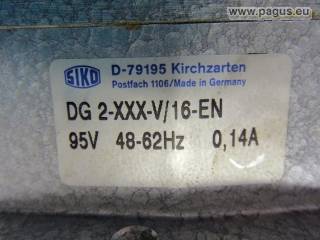 © www.pagus.eu
SIKO
D-79195 Kirchzarten
Postfach 1106/Made in Germany
DG 2-XXX-V/16-EN
95V 48-62Hz 0,14A